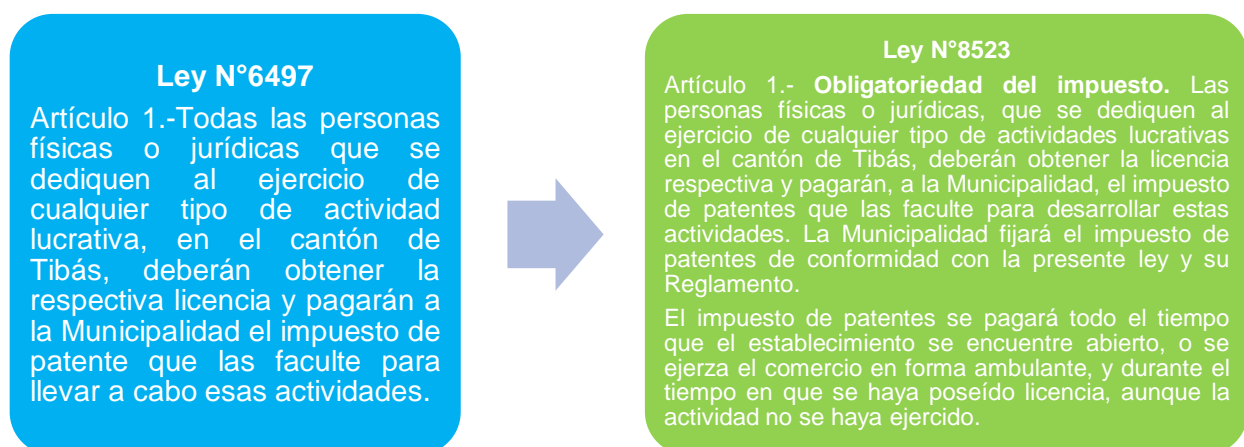 Ley N°6497
Artículo 1.-Todas las personas
físicas o jurídicas que se
dediquen al ejercicio de
cualquier tipo de actividad
lucrativa, en el cantón de
Tibás, deberán obtener la
respectiva licencia y pagarán a
la Municipalidad el impuesto de
patente que las faculte para
llevar a cabo esas actividades.
Ley N°8523
Artículo 1.- Obligatoriedad del impuesto. Las
personas físicas o jurídicas, que se dediquen al
ejercicio de cualquier tipo de actividades lucrativas
en el cantón de Tibás, deberán obtener la licencia
respectiva y pagarán, a la Municipalidad, el impuesto
de patentes que las faculte para desarrollar estas
actividades. La Municipalidad fijará el impuesto de
patentes de conformidad con la presente ley y su
Reglamento.
El impuesto de patentes se pagará todo el tiempo
que el establecimiento se encuentre abierto, o se
ejerza el comercio en forma ambulante, y durante el
tiempo en que se haya poseído licencia, aunque la
actividad no se haya ejercido.